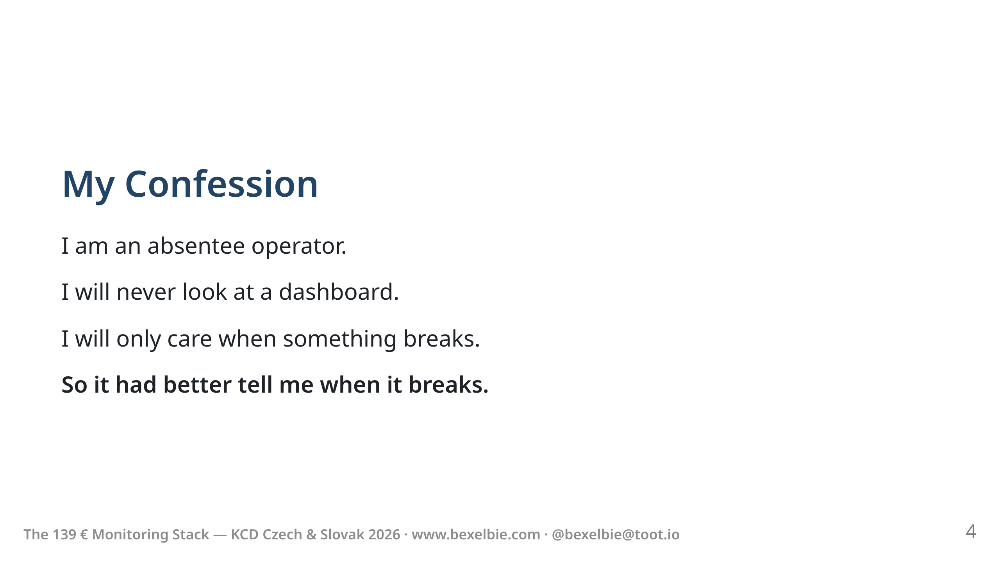 My Confession
I am an absentee operator.
I will never look at a dashboard.
I will only care when something breaks.
So it had better tell me when it breaks.
The 139 € Monitoring Stack — KCD Czech & Slovak 2026 · www.bexelbie.com · @bexelbie@toot.io
4